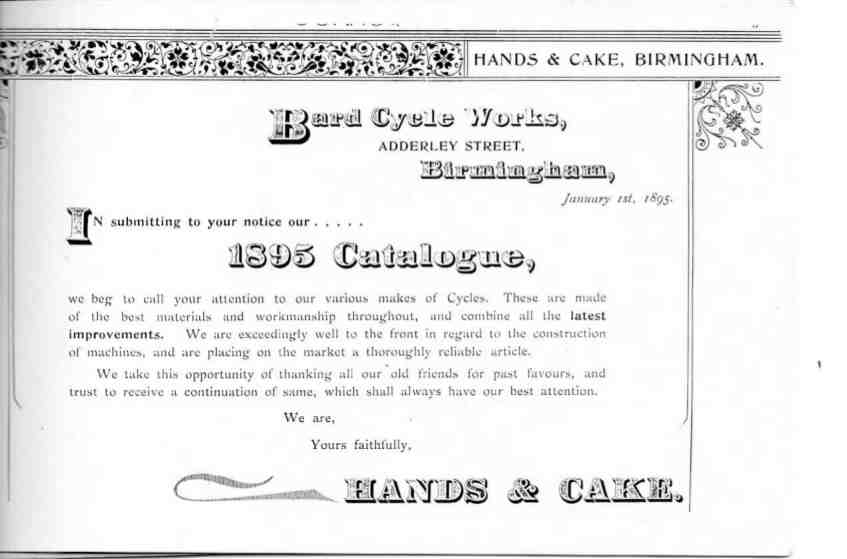 HANDS & CAKE, BIRMINGHAM.
Bard Cycle Works,
ADDERLEY STREET,
Birmingham,
January 1st, 1895.
IN submitting to your notice our . . . . .
1895 Catalogue,
we beg to call your attention to our various makes of Cycles. These are made
of the best materials and workmanship throughout, and combine all the latest
improvements. We are exceedingly well to the front in regard to the construction
of machines, and are placing on the market a thoroughly reliable article.
We take this opportunity of thanking all our old friends for past favours, and
trust to receive a continuation of same, which shall always have our best attention.
We are,
Yours faithfully,
HANDS & CAKE.